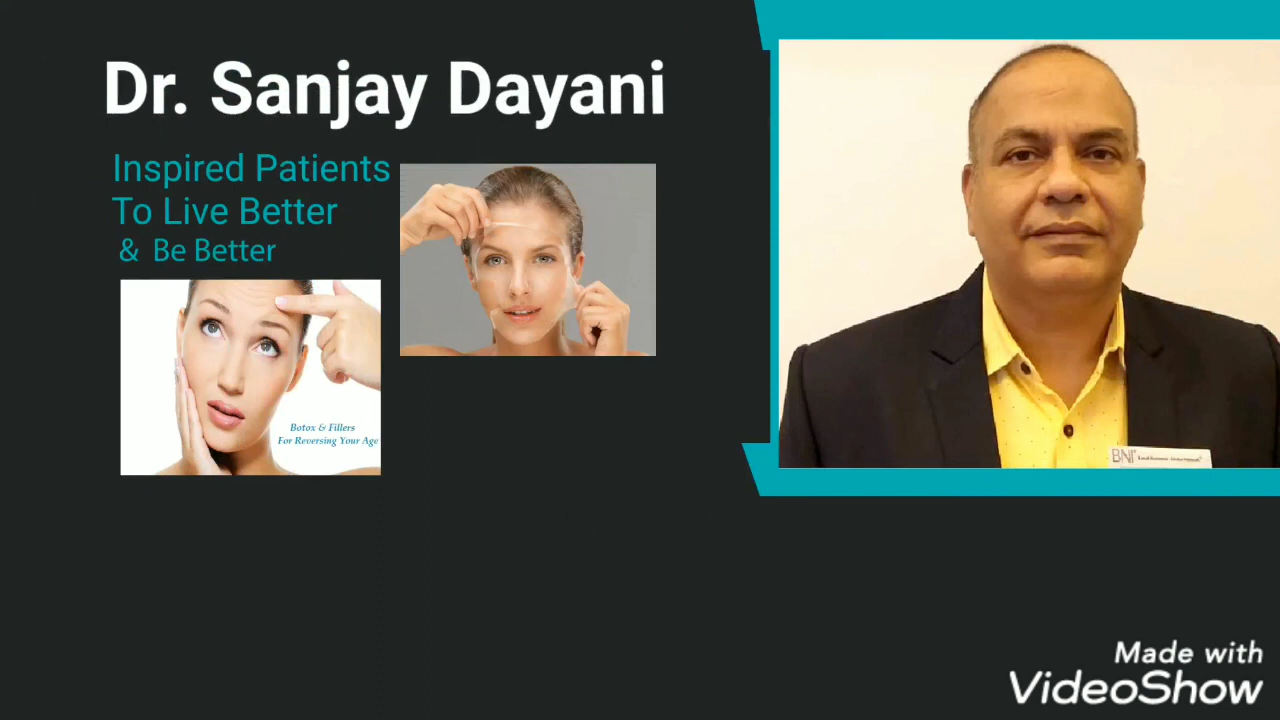 Dr. Sanjay Dayani
Inspired Patients
To Live Better
& Be Better
Botox & Fillers
For Reversing Your Age
BNI
Made with
VideoShow